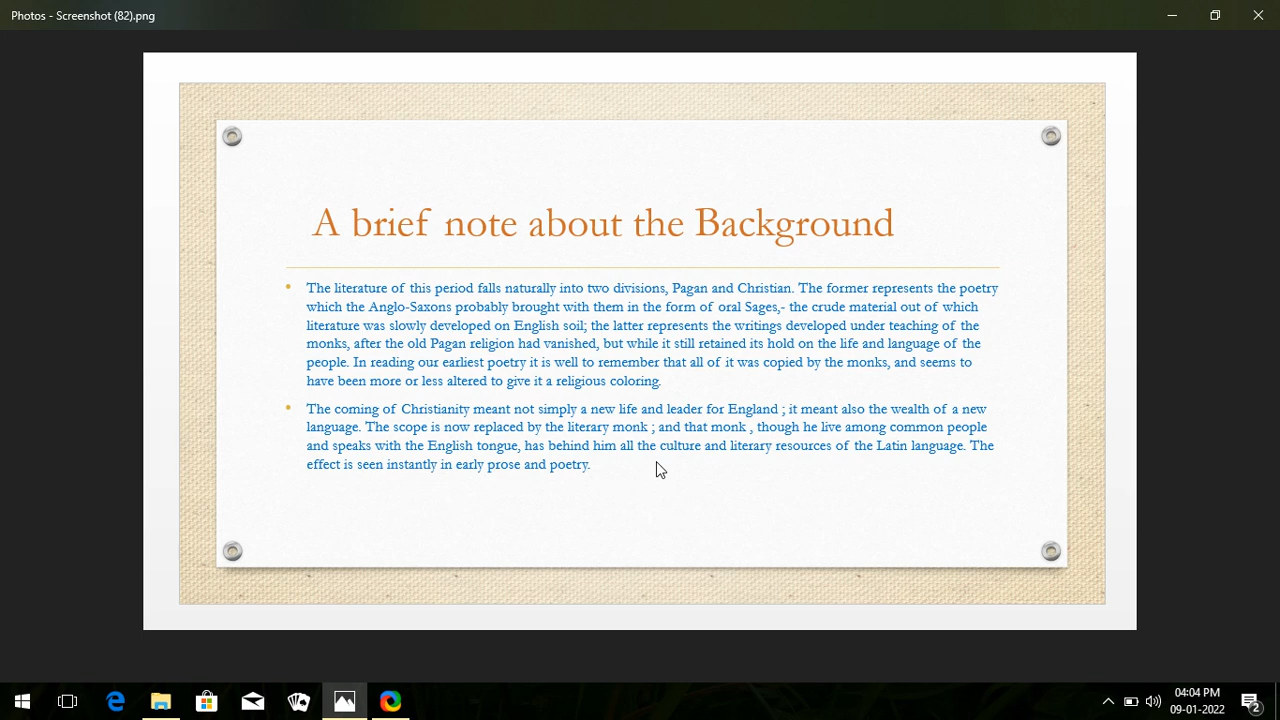 Photos - Screenshot (82).png
A brief note about the Background
The literature of this period falls naturally into two divisions, Pagan and Christian. The former represents the poetry
which the Anglo-Saxons probably brought with them in the form of oral Sages,- the crude material out of which
literature was slowly developed on English soil; the latter represents the writings developed under teaching of the
monks, after the old Pagan religion had vanished, but while it still retained its hold on the life and language of the
people. In reading our earliest poetry it is well to remember that all of it was copied by the monks, and seems to
have been more or less altered to give it a religious coloring.
The coming of Christianity meant not simply a new life and leader for England ; it meant also the wealth of a new
language. The scope is now replaced by the literary monk ; and that monk , though he live among common people
and speaks with the English tongue, has behind him all the culture and literary resources of the Latin language. The
effect is seen instantly in early prose and poetry.
04:04 PM
09-01-2022
2